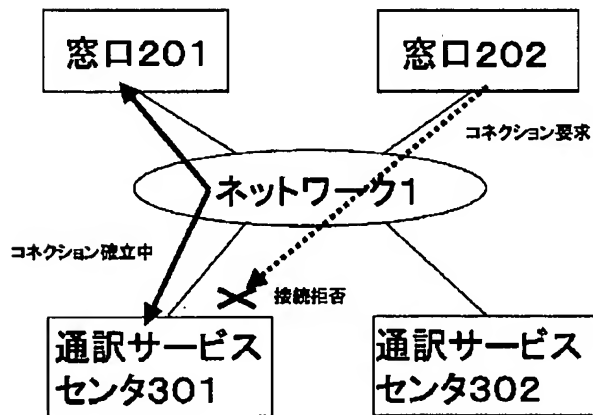 窓口201
窓口202
コネクション要求
ネットワーク1
コネクション確立中
接続拒否
通訳サービス
センタ301
通訳サービス
センタ302